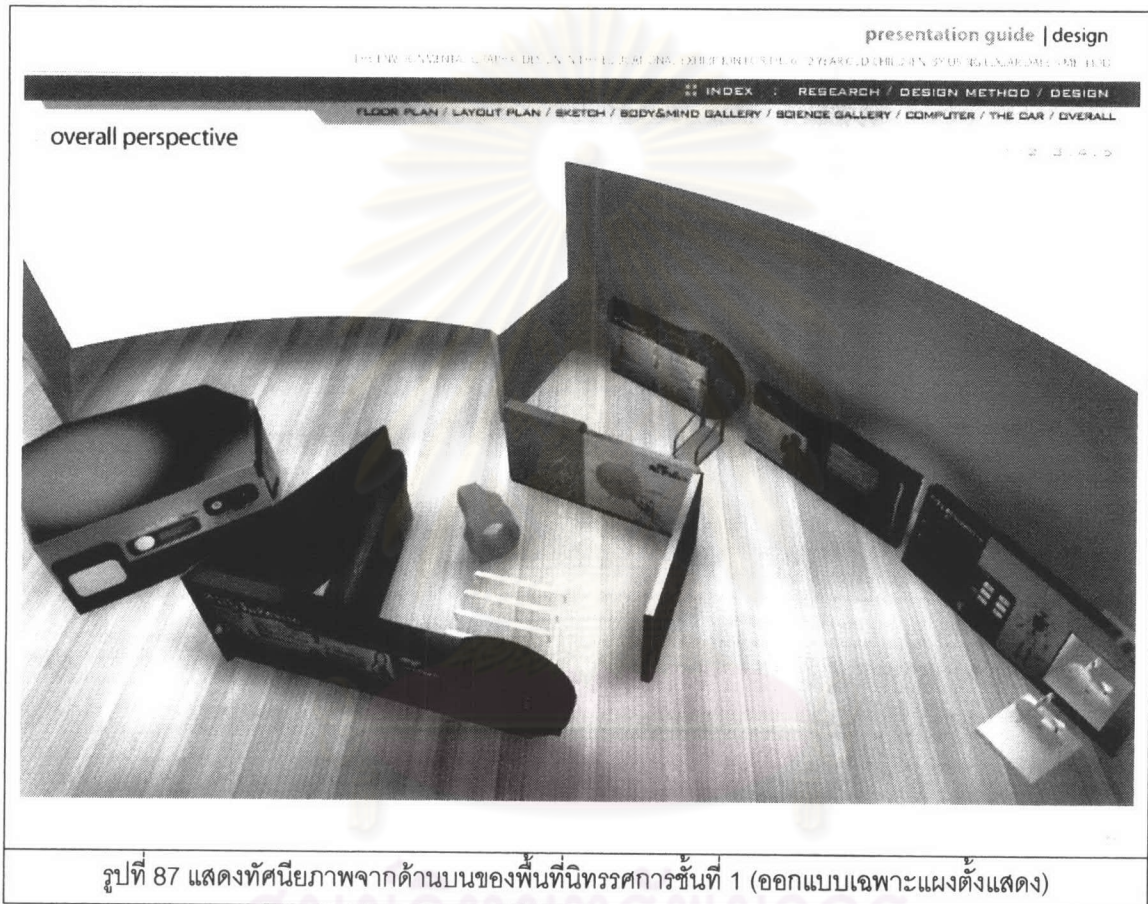 presentation guide | design
INDEX : RESEARCH / DESIGN METHOD / DESIGN
FLOOR PLAN / LAYOUT PLAN / SKETCH / BODY&MIND GALLERY / SCIENCE GALLERY / COMPUTER / THE CAR / OVERALL
overall perspective
2 . 3 . 4 . 5
รูปที่ 87 แสดงทัศนียภาพจากด้านบนของพื้นที่นิทรรศการชั้นที่ 1 (ออกแบบเฉพาะแผงตั้งแสดง)